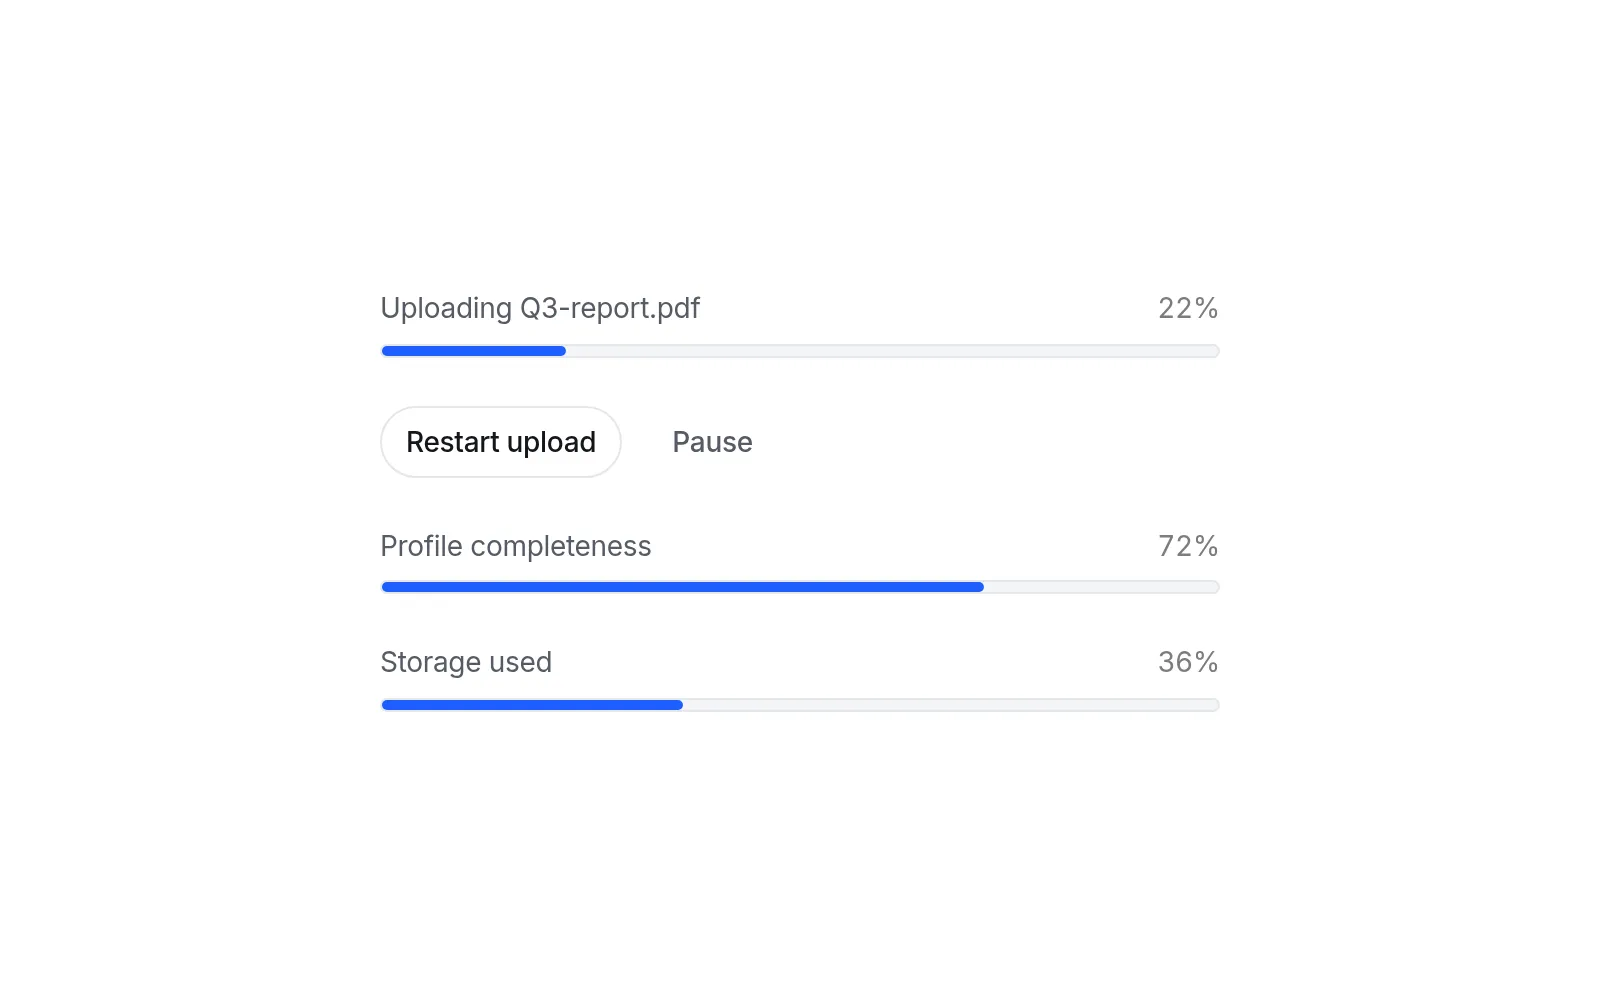 Uploading Q3-report.pdf 22%
Restart upload Pause
Profile completeness 72%
Storage used 36%